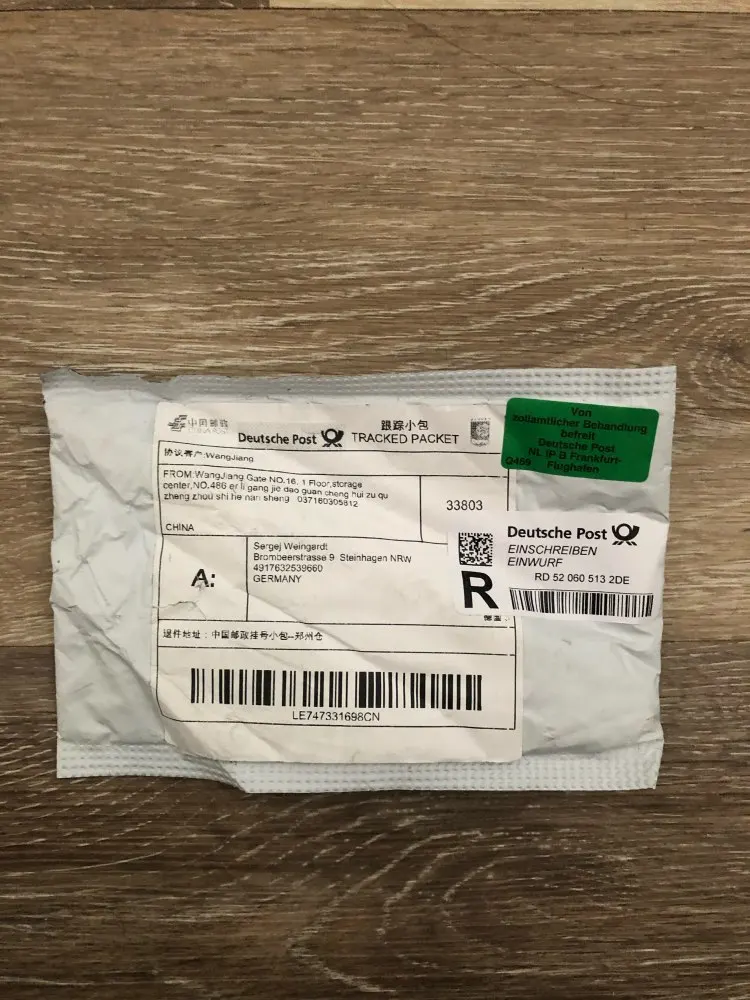 中国邮政
CHINA POST
Deutsche Post
跟踪小包
TRACKED PACKET
协议客户:WangJiang
FROM:WangJiang Gate NO.16, 1 Floor,storage
center,NO.486 er li gang jie dao guan cheng hui zu qu
zheng zhou shi he nan sheng 037160305812
CHINA
33803
A:
Sergej Weingardt
Brombeerstrasse 9 Steinhagen NRW
4917632539660
GERMANY
退件地址：中国邮政挂号小包--郑州仓
LE747331698CN
Von
zollamtlicher Behandlung
befreit
Deutsche Post
NL IP B Frankfurt-
Q469 Flughafen
Deutsche Post
EINSCHREIBEN
EINWURF
R
RD 52 060 513 2DE